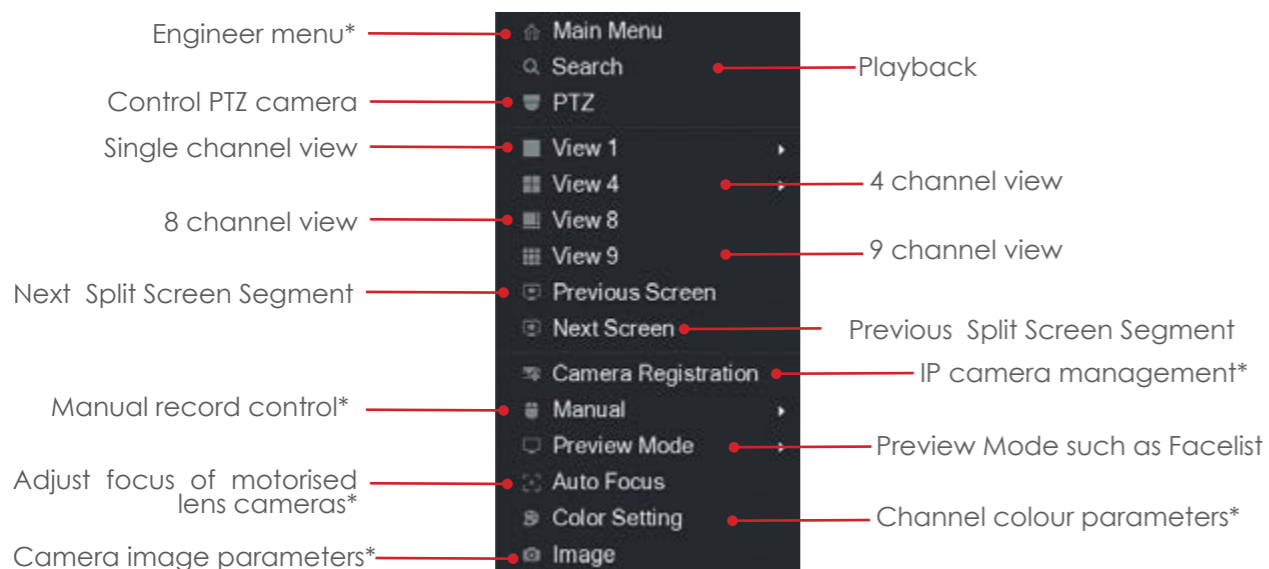 Engineer menu*
Main Menu
Search
Playback
Control PTZ camera
PTZ
Single channel view
View 1
View 4
4 channel view
8 channel view
View 8
View 9
9 channel view
Next Split Screen Segment
Previous Screen
Next Screen
Previous Split Screen Segment
Camera Registration
IP camera management*
Manual record control*
Manual
Preview Mode
Preview Mode such as Facelist
Adjust focus of motorised
lens cameras*
Auto Focus
Color Setting
Channel colour parameters*
Camera image parameters*
Image